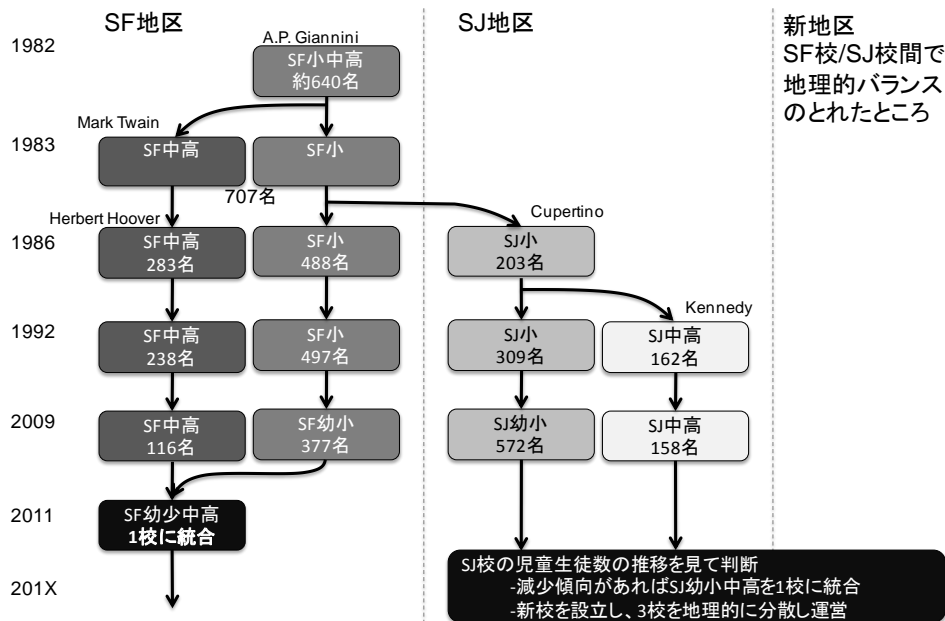 SF地区
SJ地区
新地区
SF校/SJ校間で
地理的バランス
のとれたところ
1982
A.P. Giannini
SF小中高
約640名
Mark Twain
1983
SF中高
SF小
707名
Herbert Hoover
Cupertino
1986
SF中高
283名
SF小
488名
SJ小
203名
Kennedy
1992
SF中高
238名
SF小
497名
SJ小
309名
SJ中高
162名
2009
SF中高
116名
SF幼小
377名
SJ幼小
572名
SJ中高
158名
2011
SF幼少中高
1校に統合
201X
SJ校の児童生徒数の推移を見て判断
-減少傾向があればSJ幼小中高を1校に統合
-新校を設立し、3校を地理的に分散し運営